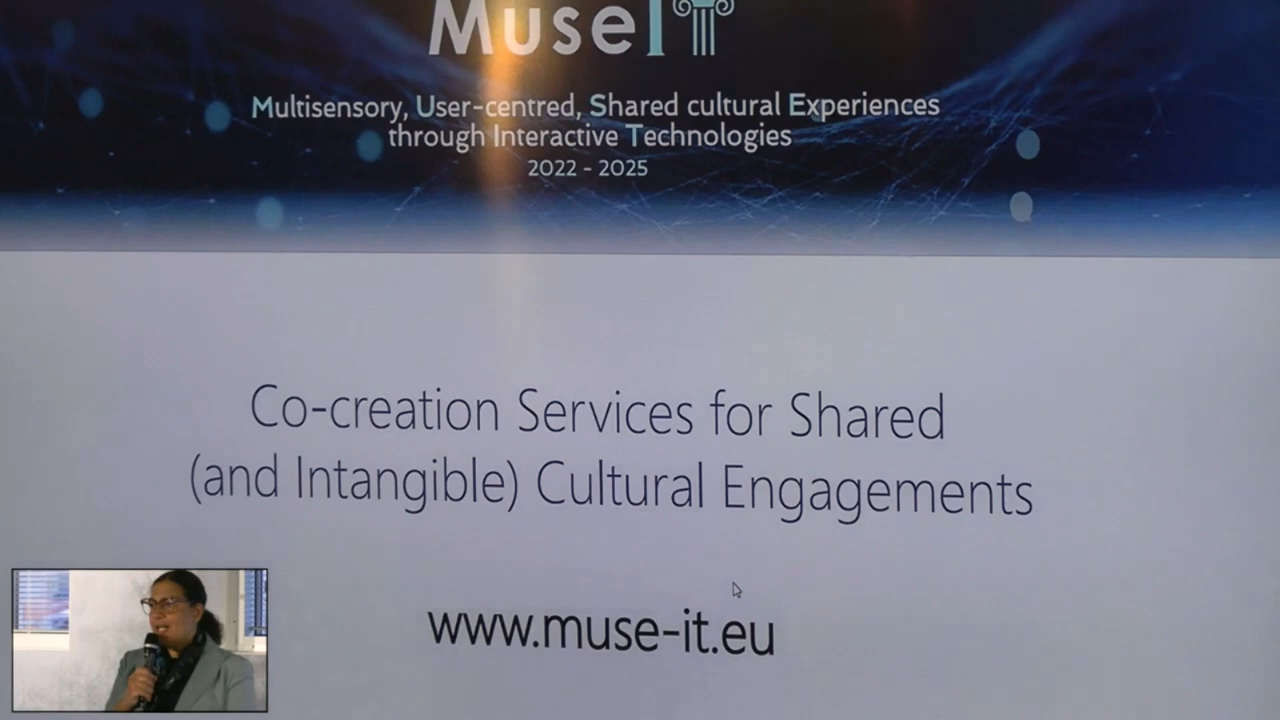 MuseIT
Multisensory, User-centred, Shared cultural Experiences
through Interactive Technologies
2022 - 2025
Co-creation Services for Shared
(and Intangible) Cultural Engagements
www.muse-it.eu